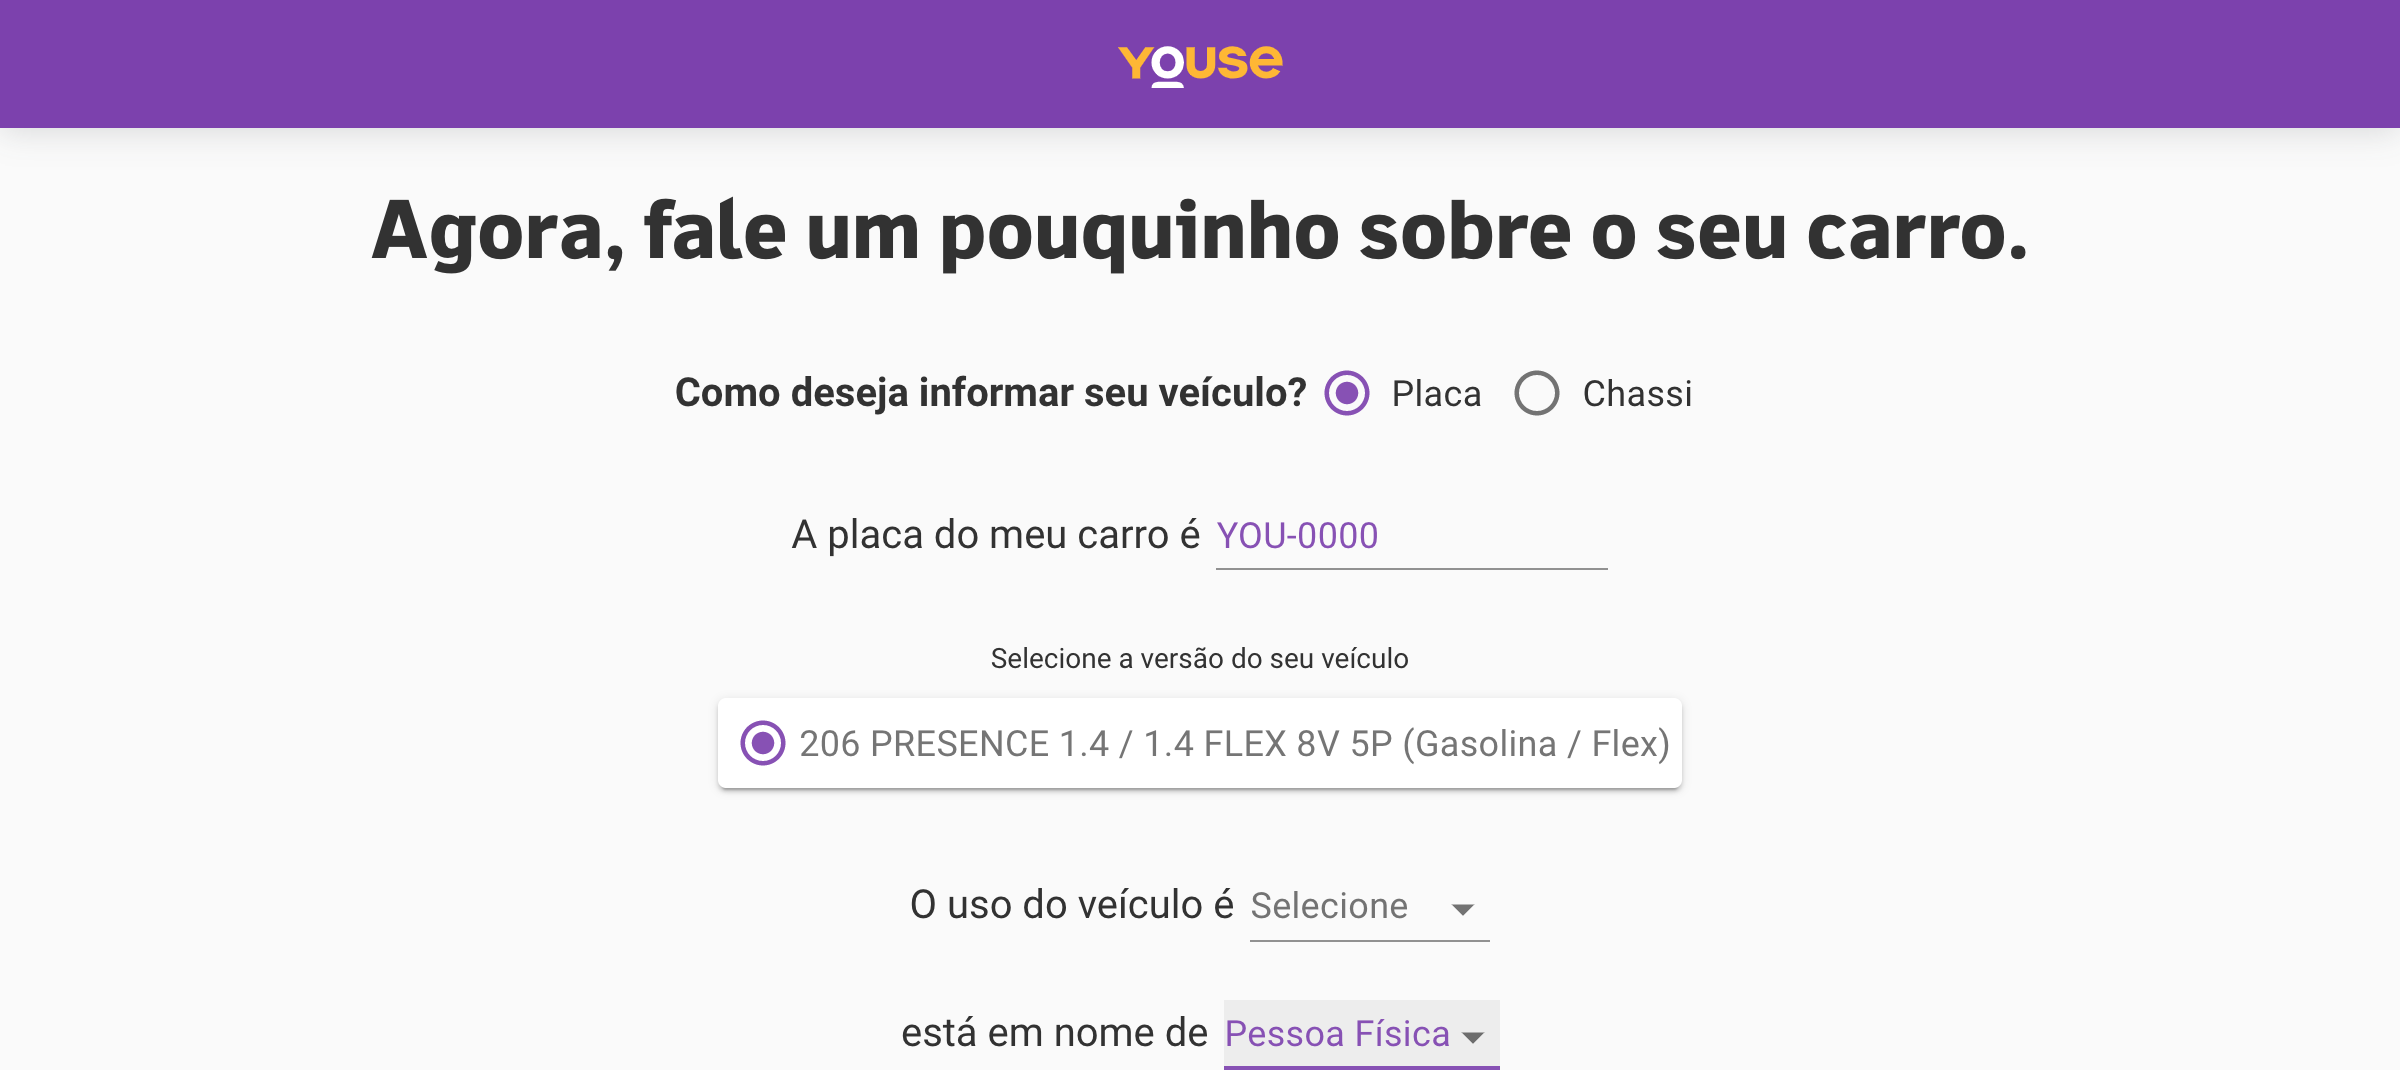 YOUSE
Agora, fale um pouquinho sobre o seu carro.
Como deseja informar seu veículo? Placa Chassi
A placa do meu carro é YOU-0000
Selecione a versão do seu veículo
206 PRESENCE 1.4 / 1.4 FLEX 8V 5P (Gasolina / Flex)
O uso do veículo é Selecione
está em nome de Pessoa Física